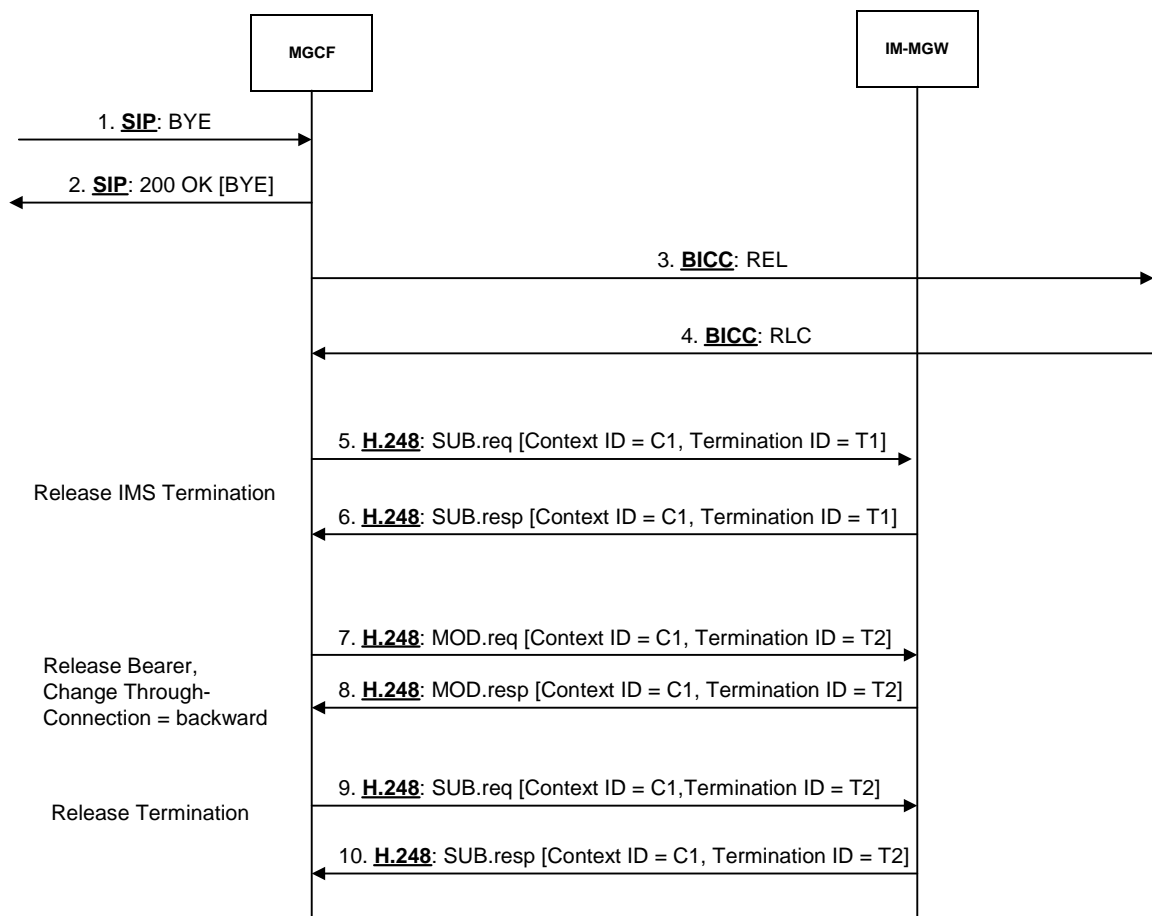 MGCF
IM-MGW
1. SIP: BYE
2. SIP: 200 OK [BYE]
3. BICC: REL
4. BICC: RLC
5. H.248: SUB.req [Context ID = C1, Termination ID = T1]
Release IMS Termination
6. H.248: SUB.resp [Context ID = C1, Termination ID = T1]
7. H.248: MOD.req [Context ID = C1, Termination ID = T2]
Release Bearer,
Change Through-
Connection = backward
8. H.248: MOD.resp [Context ID = C1, Termination ID = T2]
9. H.248: SUB.req [Context ID = C1,Termination ID = T2]
Release Termination
10. H.248: SUB.resp [Context ID = C1, Termination ID = T2]